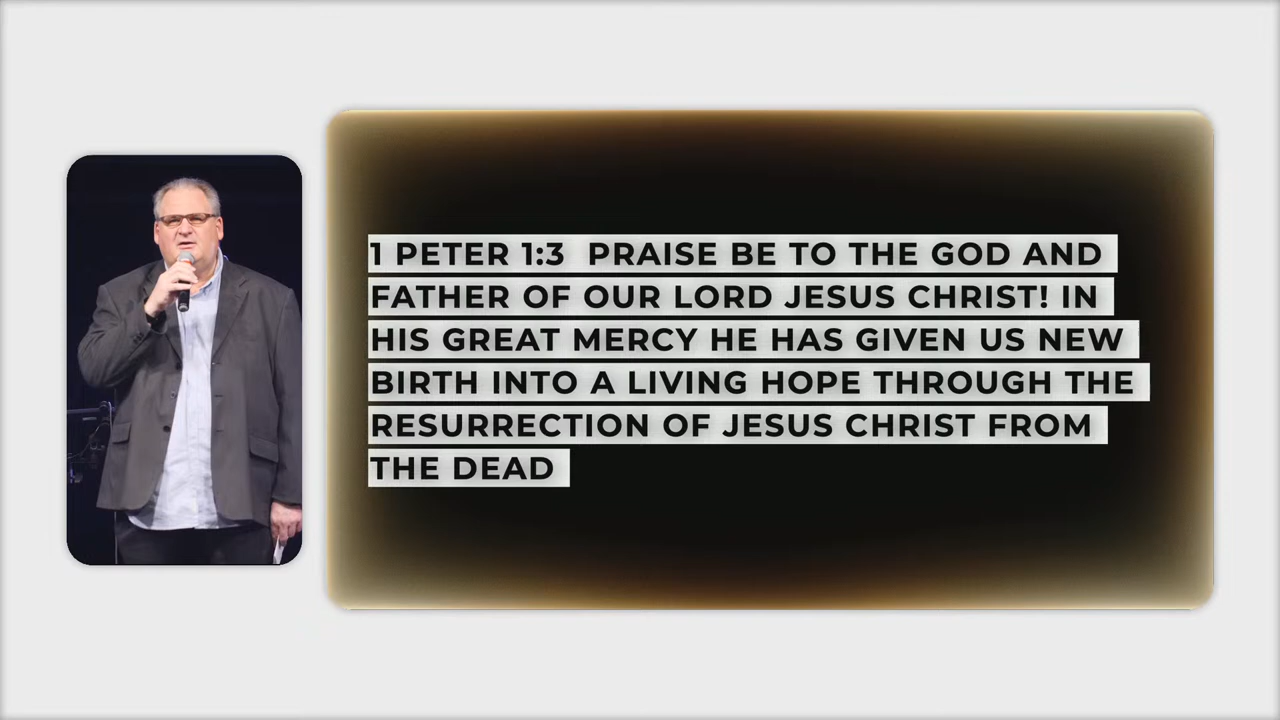 1 PETER 1:3  PRAISE BE TO THE GOD AND
FATHER OF OUR LORD JESUS CHRIST! IN
HIS GREAT MERCY HE HAS GIVEN US NEW
BIRTH INTO A LIVING HOPE THROUGH THE
RESURRECTION OF JESUS CHRIST FROM
THE DEAD